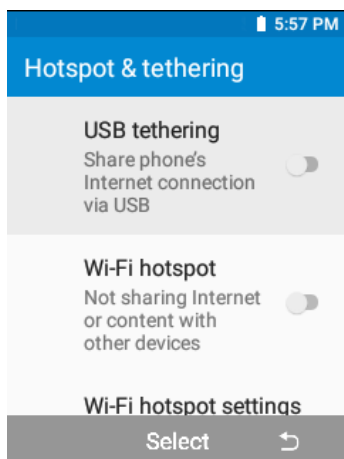 5:57 PM
Hotspot & tethering
USB tethering
Share phone's
Internet connection
via USB
Wi-Fi hotspot
Not sharing Internet
or content with
other devices
Wi-Fi hotspot settings
Select